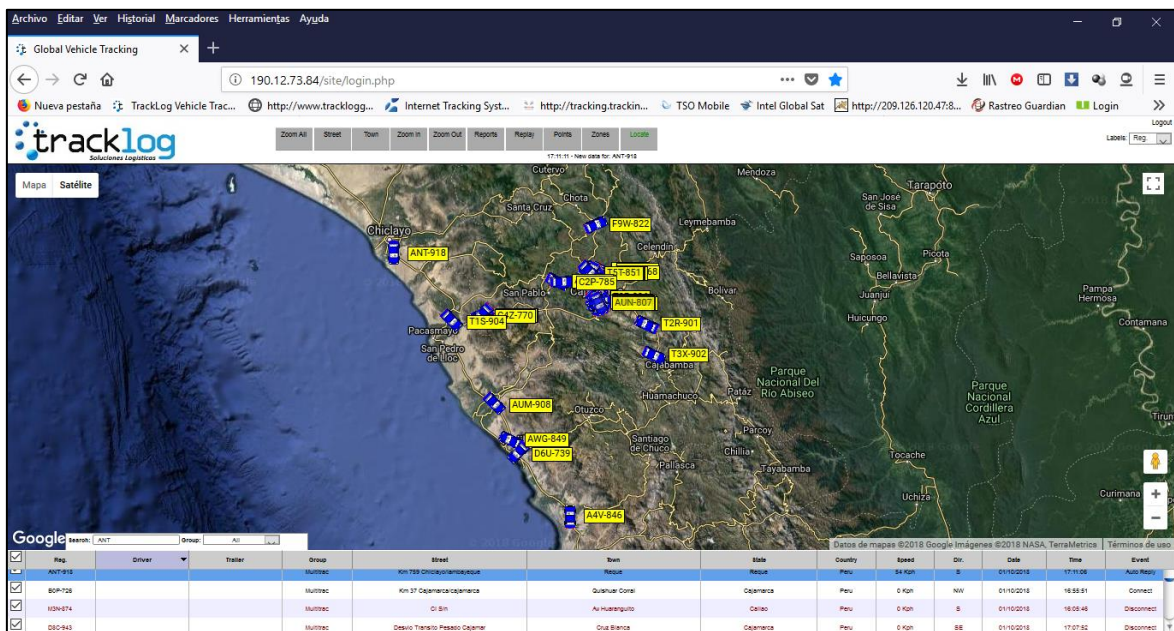 Archivo Editar Ver Historial Marcadores Herramientas Ayuda
Global Vehicle Tracking
190.12.73.84/site/login.php
Nueva pestaña TrackLog Vehicle Trac... http://www.tracklogg... Internet Tracking Syst... http://tracking.trackin... TSO Mobile Intel Global Sat http://209.126.120.47:8... Rastreo Guardian Login
Logout
tracklog
Soluciones Logísticas
Zoom All Street Town Zoom In Zoom Out Reports Replay Points Zones Locate
Labels: Reg.
17:11:11 - New data for: ANT-918
Mapa Satélite
Cutervo
Mendoza
Chota
Tarapoto
San José de Sisa
Santa Cruz
F9W-822
Leymebamba
Chiclayo
ANT-918
Celendín
Saposoa
Picota
T5T-851
Bellavista
C2P-785
San Pablo
Bolivar
Juanjuí
Pampa Hermosa
AUN-807
Huicungo
Contamana
Z-770
T1S-904
T2R-901
Pacasmayo
San Pedro de Lloc
T3X-902
Cajabamba
Parque Nacional Del Río Abiseo
Huamachuco
Pataz
Parque Nacional Cordillera Azul
AUM-908
Otuzco
Parcoy
AWG-849
Santiago de Chuco
Chillia
Tocache
D6U-739
Pallasca
Tayabamba
Uchiza
Curimana
A4V-846
Google
Search: ANT Group: All
Datos de mapas ©2018 Google Imágenes ©2018 NASA, TerraMetrics Términos de uso
Reg. Driver Trailer Group Street Town State Country Speed Dir. Date Time Event
ANT-918 Multitrac Km 759 Chiclayo/lambayeque Reque Reque Peru 54 Kph S 01/10/2018 17:11:06 Auto Reply
B0P-726 Multitrac Km 37 Cajamarca/cajamarca Quishuar Corral Cajamarca Peru 0 Kph NW 01/10/2018 16:55:51 Connect
M3N-874 Multitrac Cl S/n Av Huaranguito Callao Peru 0 Kph S 01/10/2018 16:05:46 Disconnect
D8C-943 Multitrac Desvio Transito Pesado Cajamar Cruz Blanca Cajamarca Peru 0 Kph SE 01/10/2018 17:07:52 Disconnect